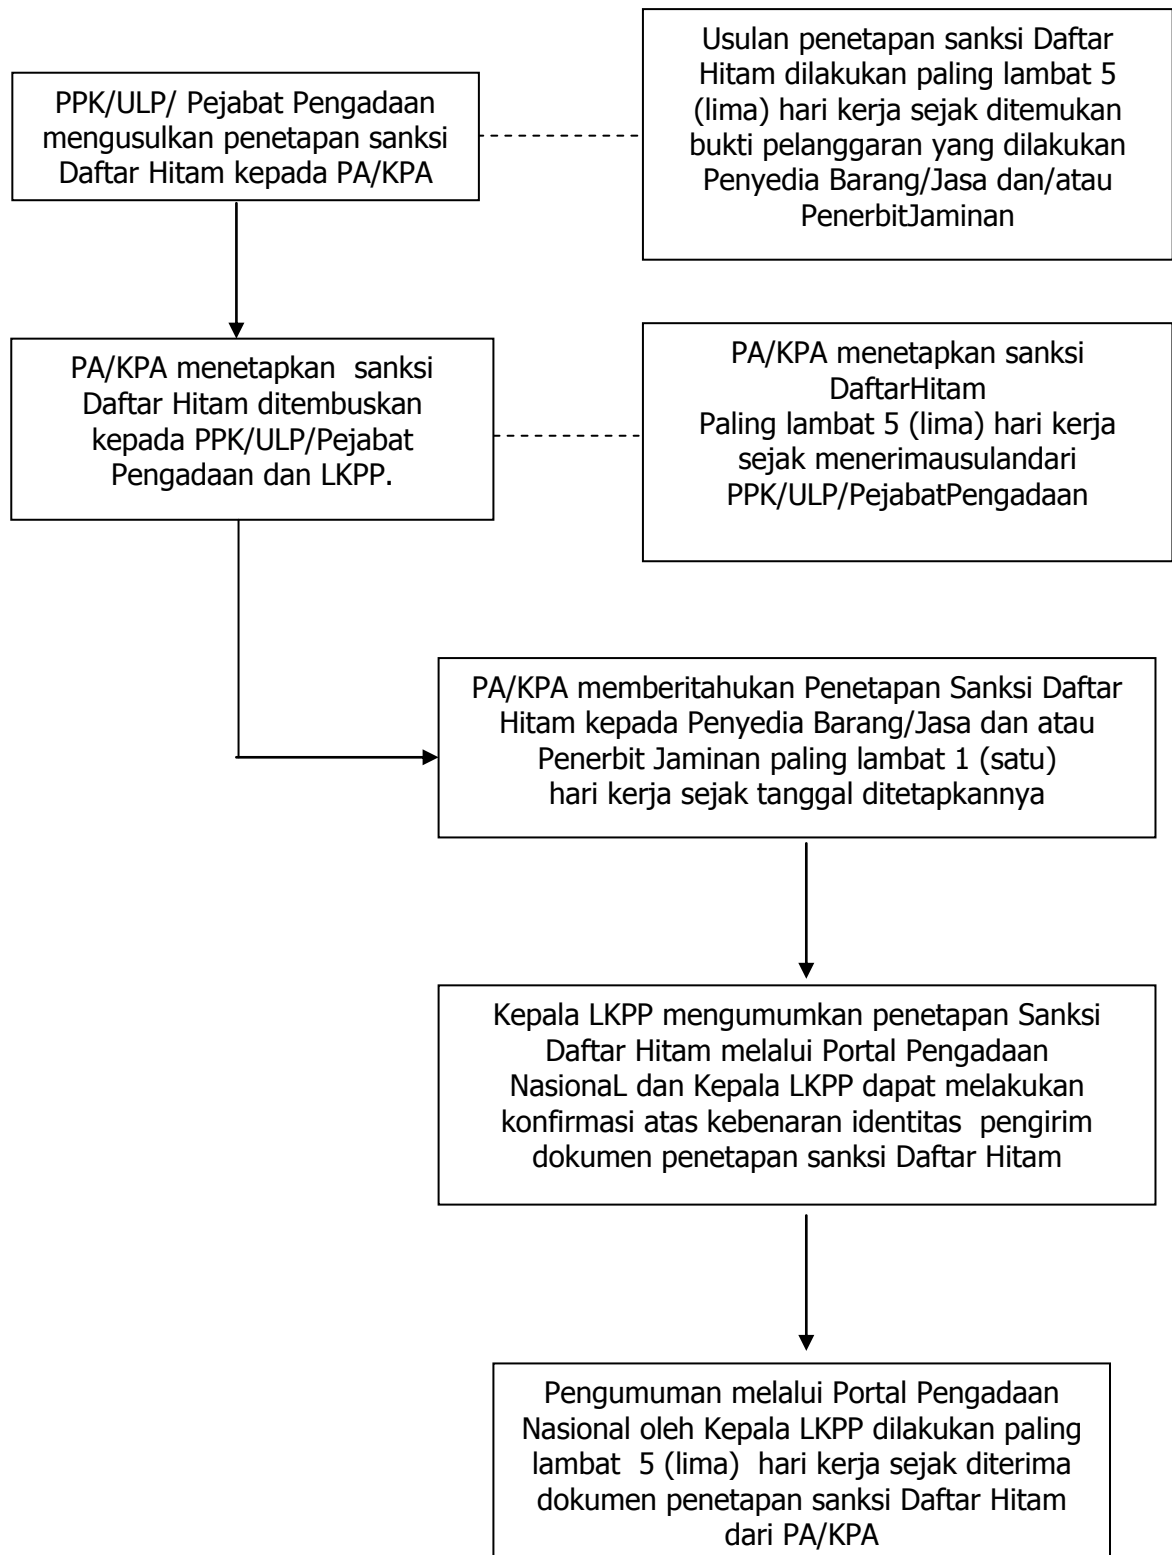 PPK/ULP/ Pejabat Pengadaan
mengusulkan penetapan sanksi
Daftar Hitam kepada PA/KPA
Usulan penetapan sanksi Daftar
Hitam dilakukan paling lambat 5
(lima) hari kerja sejak ditemukan
bukti pelanggaran yang dilakukan
Penyedia Barang/Jasa dan/atau
PenerbitJaminan
PA/KPA menetapkan  sanksi
Daftar Hitam ditembuskan
kepada PPK/ULP/Pejabat
Pengadaan dan LKPP.
PA/KPA menetapkan sanksi
DaftarHitam
Paling lambat 5 (lima) hari kerja
sejak menerimausulandari
PPK/ULP/PejabatPengadaan
PA/KPA memberitahukan Penetapan Sanksi Daftar
Hitam kepada Penyedia Barang/Jasa dan atau
Penerbit Jaminan paling lambat 1 (satu)
hari kerja sejak tanggal ditetapkannya
Kepala LKPP mengumumkan penetapan Sanksi
Daftar Hitam melalui Portal Pengadaan
NasionaL dan Kepala LKPP dapat melakukan
konfirmasi atas kebenaran identitas  pengirim
dokumen penetapan sanksi Daftar Hitam
Pengumuman melalui Portal Pengadaan
Nasional oleh Kepala LKPP dilakukan paling
lambat  5 (lima)  hari kerja sejak diterima
dokumen penetapan sanksi Daftar Hitam
dari PA/KPA